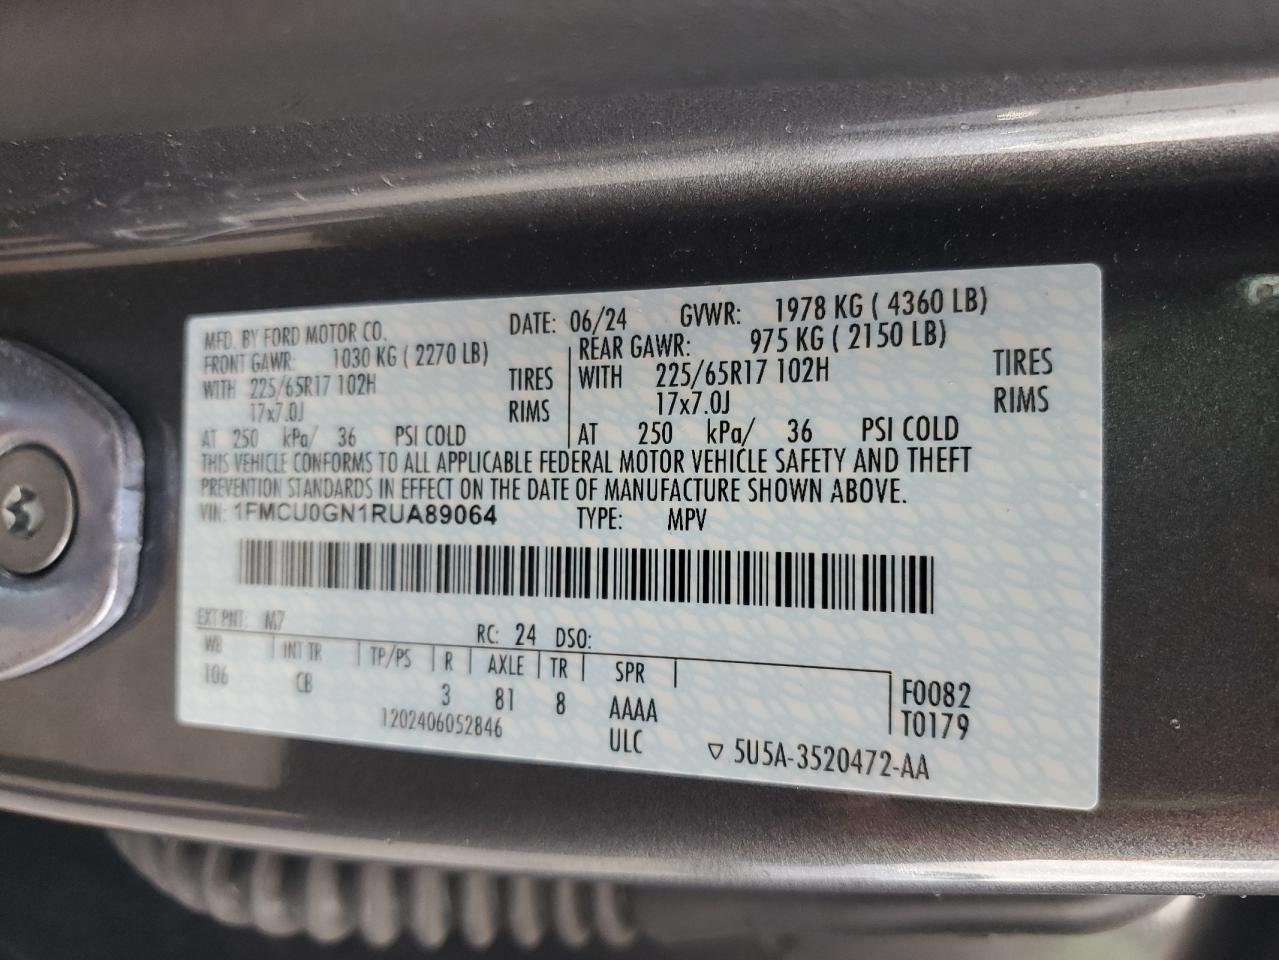 MFD. BY FORD MOTOR CO. DATE: 06/24 GVWR: 1978 KG ( 4360 LB)
FRONT GAWR: 1030 KG ( 2270 LB) REAR GAWR: 975 KG ( 2150 LB)
WITH 225/65R17 102H TIRES WITH 225/65R17 102H TIRES
17x7.0J RIMS 17x7.0J RIMS
AT 250 kPa/ 36 PSI COLD AT 250 kPa/ 36 PSI COLD
THIS VEHICLE CONFORMS TO ALL APPLICABLE FEDERAL MOTOR VEHICLE SAFETY AND THEFT
PREVENTION STANDARDS IN EFFECT ON THE DATE OF MANUFACTURE SHOWN ABOVE.
VIN: 1FMCU0GN1RUA89064 TYPE: MPV
EXT PNT: M7 RC: 24 DSO:
WB INT TR TP/PS R AXLE TR SPR
106 CB 3 81 8 AAAA F0082
1202406052846 ULC T0179
▽ 5U5A-3520472-AA